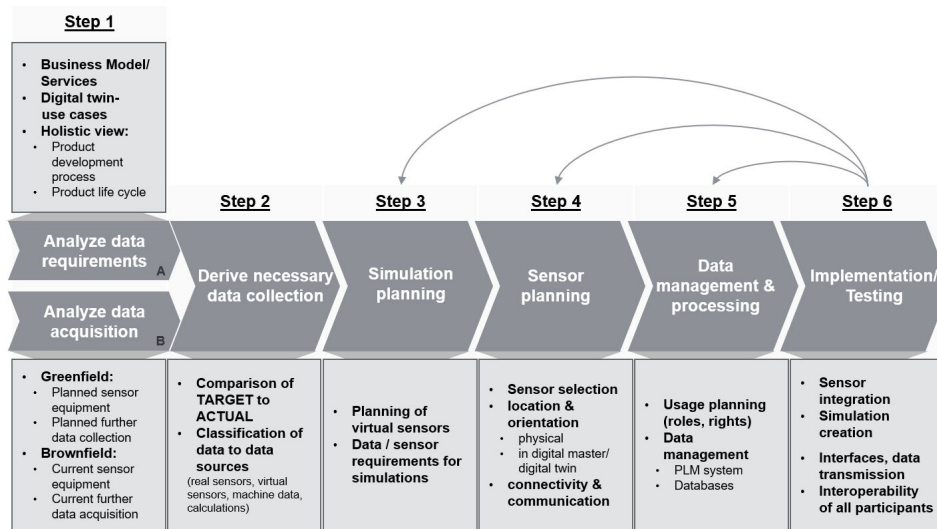 Step 1
• Business Model/
Services
• Digital twin-
use cases
• Holistic view:
• Product
development
process
• Product life cycle
Analyze data
requirements
A
Analyze data
acquisition
B
• Greenfield:
• Planned sensor
equipment
• Planned further
data collection
• Brownfield:
• Current sensor
equipment
• Current further
data acquisition
Step 2
Derive necessary
data collection
• Comparison of
TARGET to
ACTUAL
• Classification of
data to data
sources
(real sensors, virtual
sensors, machine data,
calculations)
Step 3
Simulation
planning
• Planning of
virtual sensors
• Data / sensor
requirements for
simulations
Step 4
Sensor
planning
• Sensor selection
• location &
orientation
• physical
• in digital master/
digital twin
• connectivity &
communication
Step 5
Data
management &
processing
• Usage planning
(roles, rights)
• Data
management
• PLM system
• Databases
Step 6
Implementation/
Testing
• Sensor
integration
• Simulation
creation
• Interfaces, data
transmission
• Interoperability
of all participants